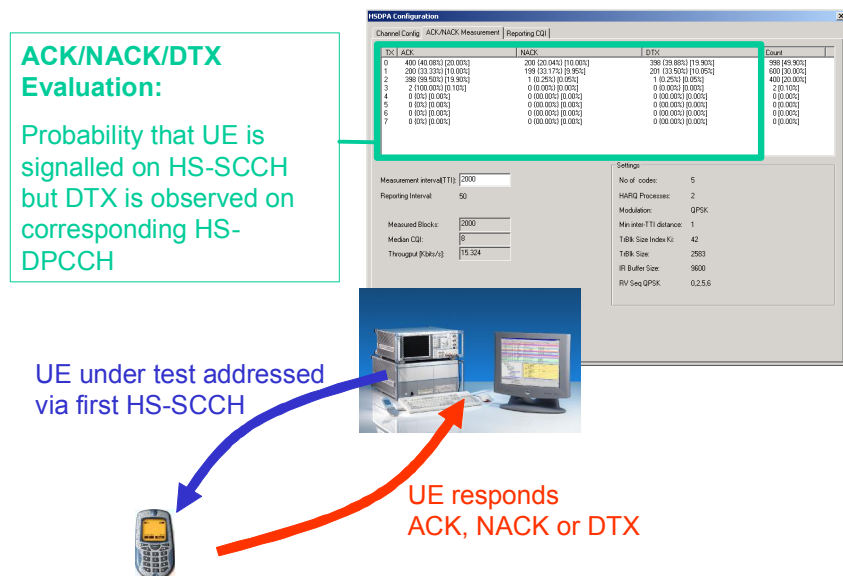 HSDPA Configuration
Channel Config ACK/NACK Measurement Reporting CQI
TX ACK NACK DTX Count
0 400 (40.08%) [20.00%] 200 (20.04%) [10.00%] 398 (39.88%) [19.90%] 998 [49.90%]
1 200 (33.33%) [10.00%] 199 (33.17%) [9.95%] 201 (33.50%) [10.05%] 600 [30.00%]
2 398 (99.50%) [19.90%] 1 (0.25%) [0.05%] 1 (0.25%) [0.05%] 400 [20.00%]
3 2 (100.00%) [0.10%] 0 (0.00%) [0.00%] 0 (0.00%) [0.00%] 2 [0.10%]
4 0 (0%) [0.00%] 0 (00.00%) [0.00%] 0 (00.00%) [0.00%] 0 [0.00%]
5 0 (0%) [0.00%] 0 (00.00%) [0.00%] 0 (00.00%) [0.00%] 0 [0.00%]
6 0 (0%) [0.00%] 0 (00.00%) [0.00%] 0 (00.00%) [0.00%] 0 [0.00%]
7 0 (0%) [0.00%] 0 (00.00%) [0.00%] 0 (00.00%) [0.00%] 0 [0.00%]
ACK/NACK/DTX
Evaluation:
Probability that UE is
signalled on HS-SCCH
but DTX is observed on
corresponding HS-
DPCCH
Measurement interval(TTI): 2000
Reporting Interval: 50
Measured Blocks: 2000
Median CQI: 8
Througput [Kbits/s]: 15.324
Settings
No of codes: 5
HARQ Processes: 2
Modulation: QPSK
Min inter-TTI distance: 1
TrBlk Size Index Ki: 42
TrBlk Size: 2583
IR Buffer Size: 9600
RV Seq QPSK 0,2,5,6
UE under test addressed
via first HS-SCCH
UE responds
ACK, NACK or DTX